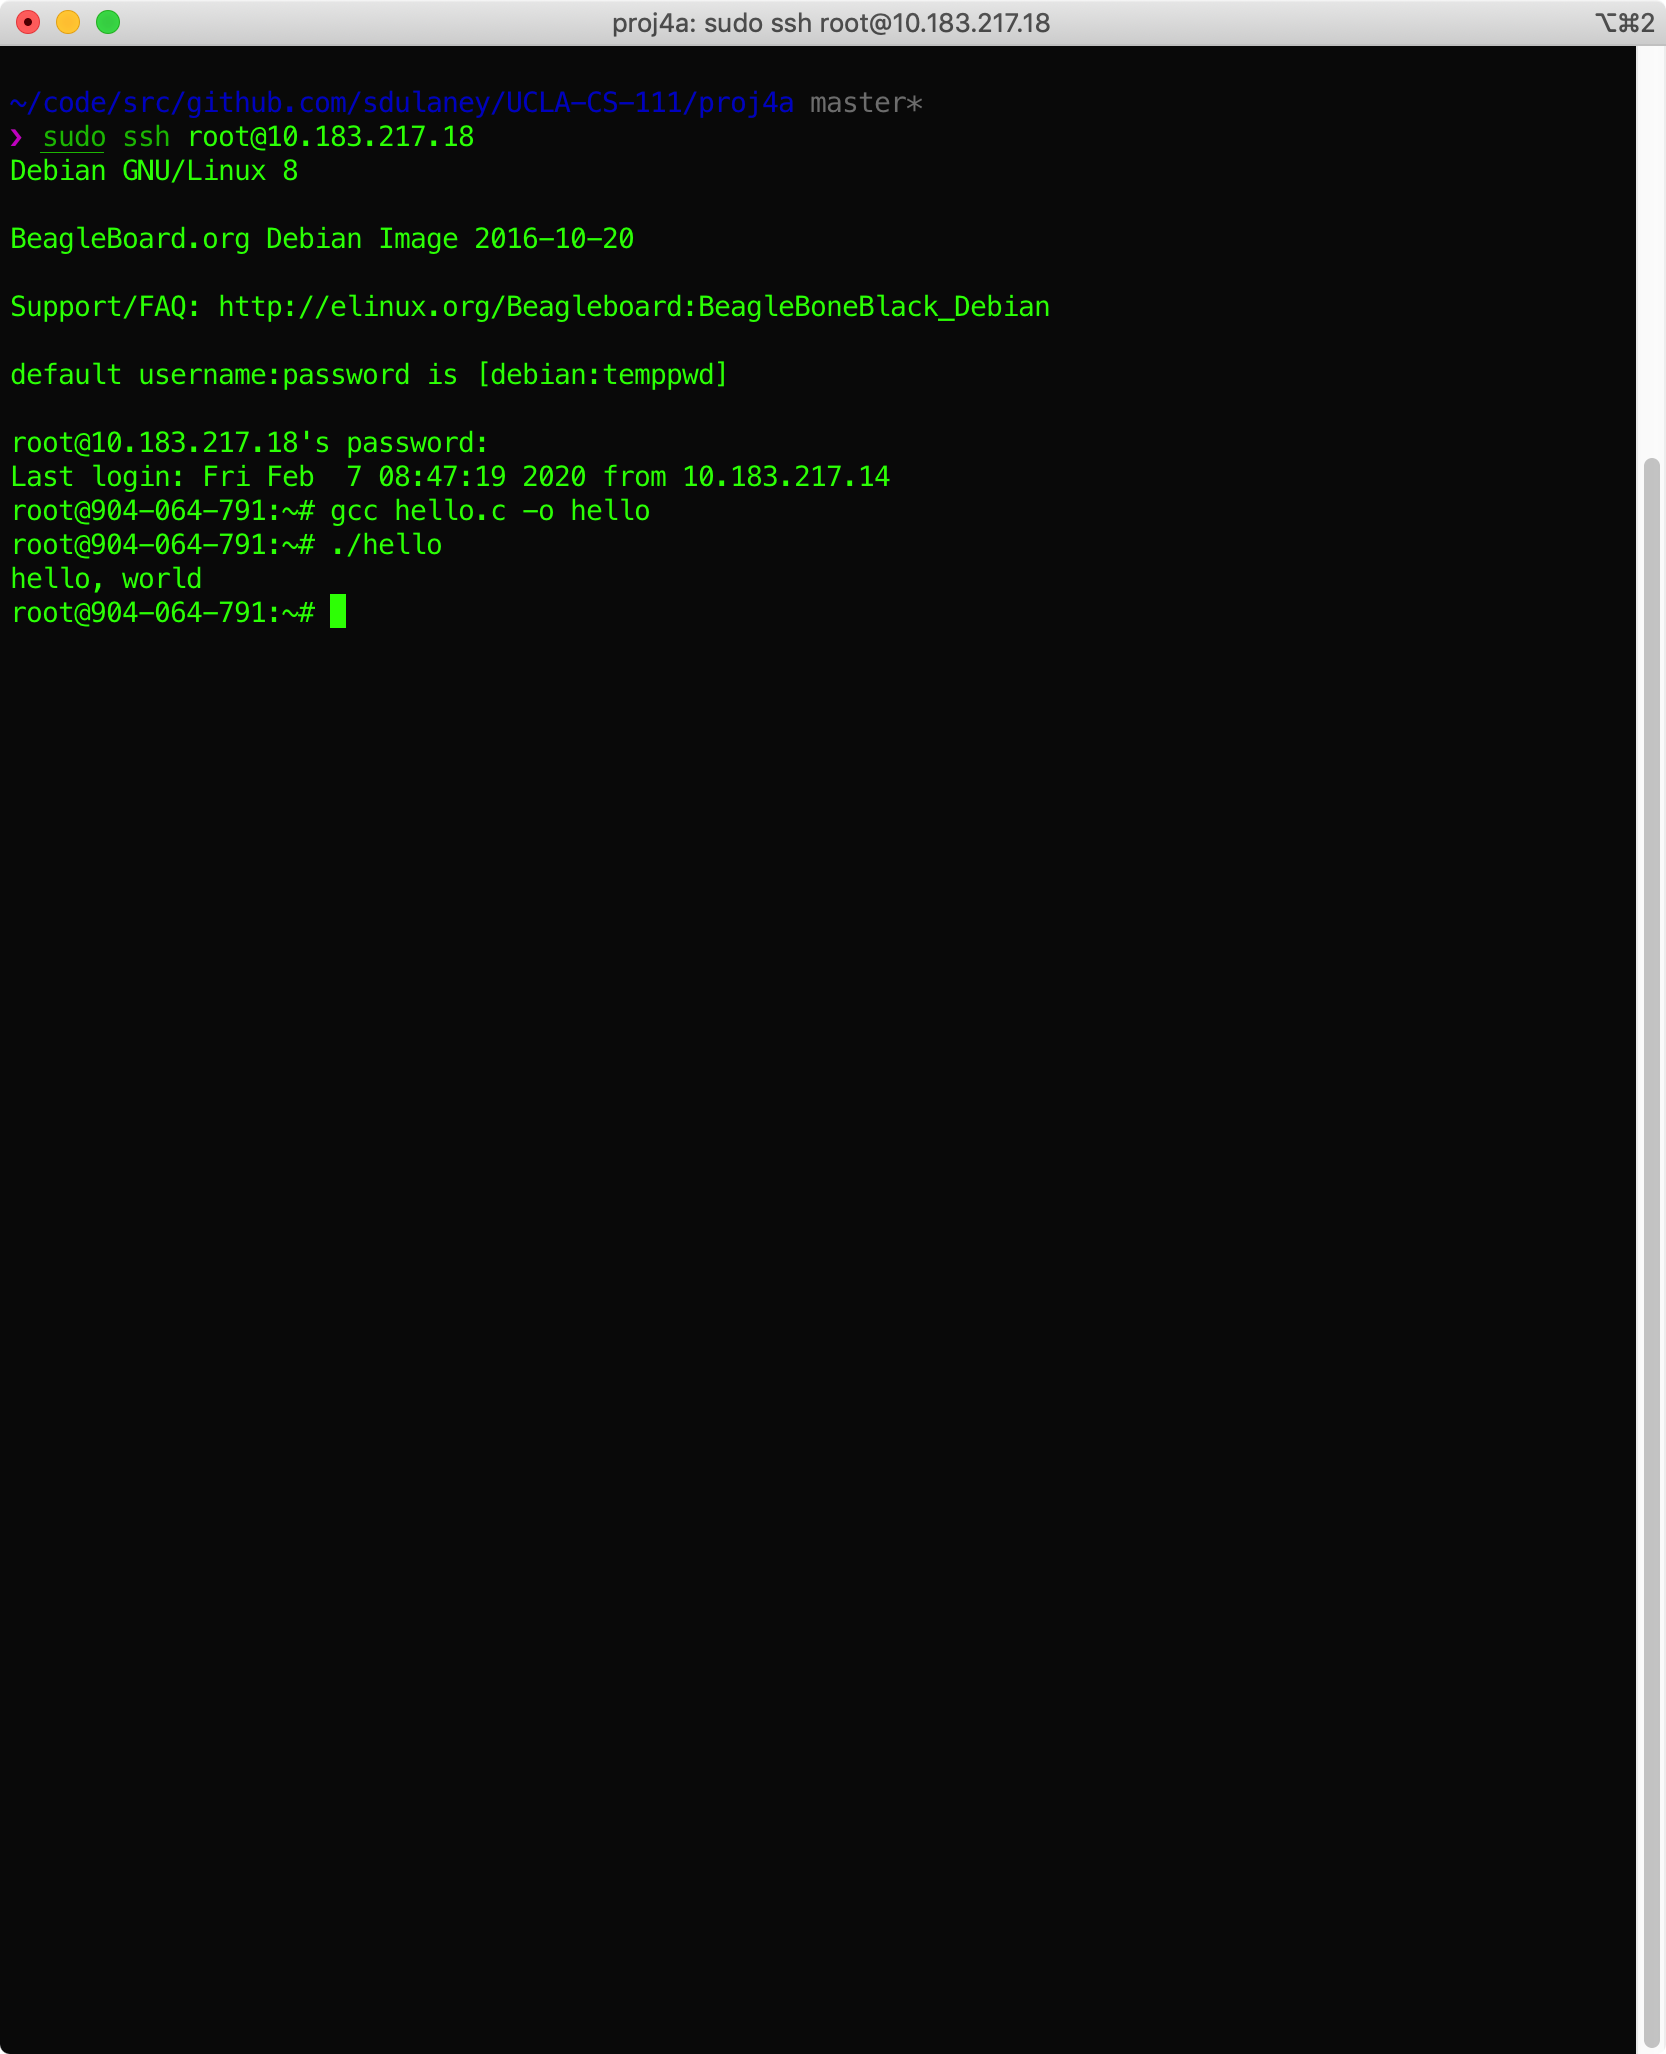 proj4a: sudo ssh root@10.183.217.18
⌥⌘2
~/code/src/github.com/sdulaney/UCLA-CS-111/proj4a master*
❯ sudo ssh root@10.183.217.18
Debian GNU/Linux 8
BeagleBoard.org Debian Image 2016-10-20
Support/FAQ: http://elinux.org/Beagleboard:BeagleBoneBlack_Debian
default username:password is [debian:temppwd]
root@10.183.217.18's password:
Last login: Fri Feb  7 08:47:19 2020 from 10.183.217.14
root@904-064-791:~# gcc hello.c -o hello
root@904-064-791:~# ./hello
hello, world
root@904-064-791:~#